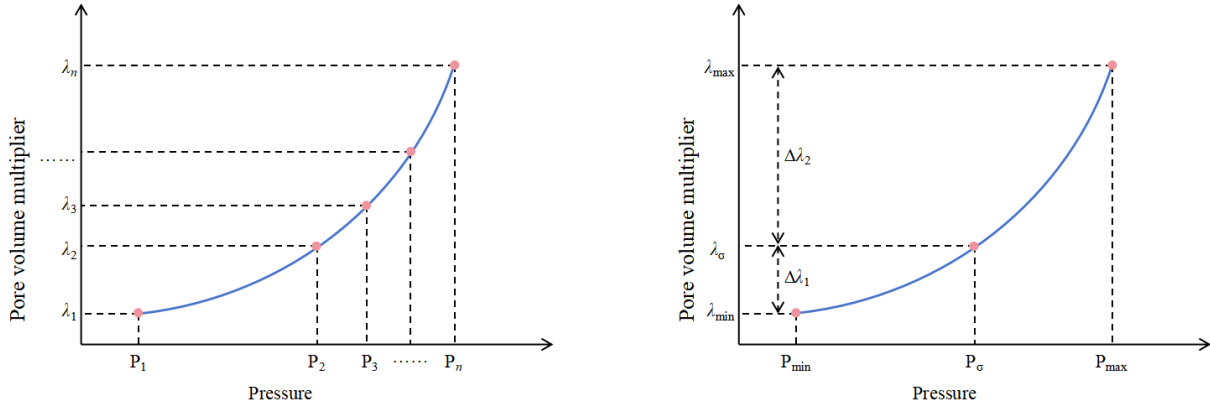 Pore volume multiplier
λn
……
λ3
λ2
λ1
P1
P2
P3
……
Pn
Pressure
Pore volume multiplier
λmax
Δλ2
λσ
Δλ1
λmin
Pmin
Pσ
Pmax
Pressure